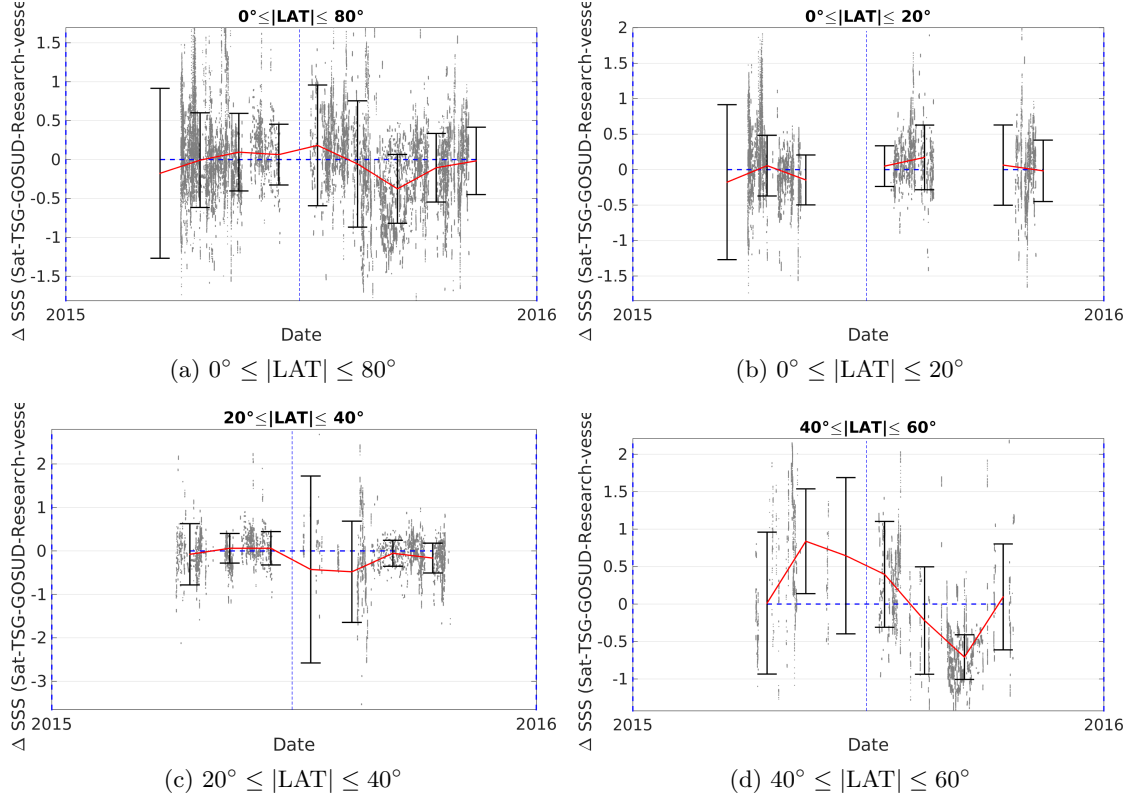 0°≤|LAT|≤ 80°
Δ SSS (Sat-TSG-GOSUD-Research-vesse
1.5
1
0.5
0
-0.5
-1
-1.5
2015
2016
Date
(a) 0° ≤ |LAT| ≤ 80°
0°≤|LAT|≤ 20°
Δ SSS (Sat-TSG-GOSUD-Research-vesse
2
1.5
1
0.5
0
-0.5
-1
-1.5
2015
2016
Date
(b) 0° ≤ |LAT| ≤ 20°
20°≤|LAT|≤ 40°
Δ SSS (Sat-TSG-GOSUD-Research-vesse
2
1
0
-1
-2
-3
2015
2016
Date
(c) 20° ≤ |LAT| ≤ 40°
40°≤|LAT|≤ 60°
Δ SSS (Sat-TSG-GOSUD-Research-vesse
2
1.5
1
0.5
0
-0.5
-1
2015
2016
Date
(d) 40° ≤ |LAT| ≤ 60°